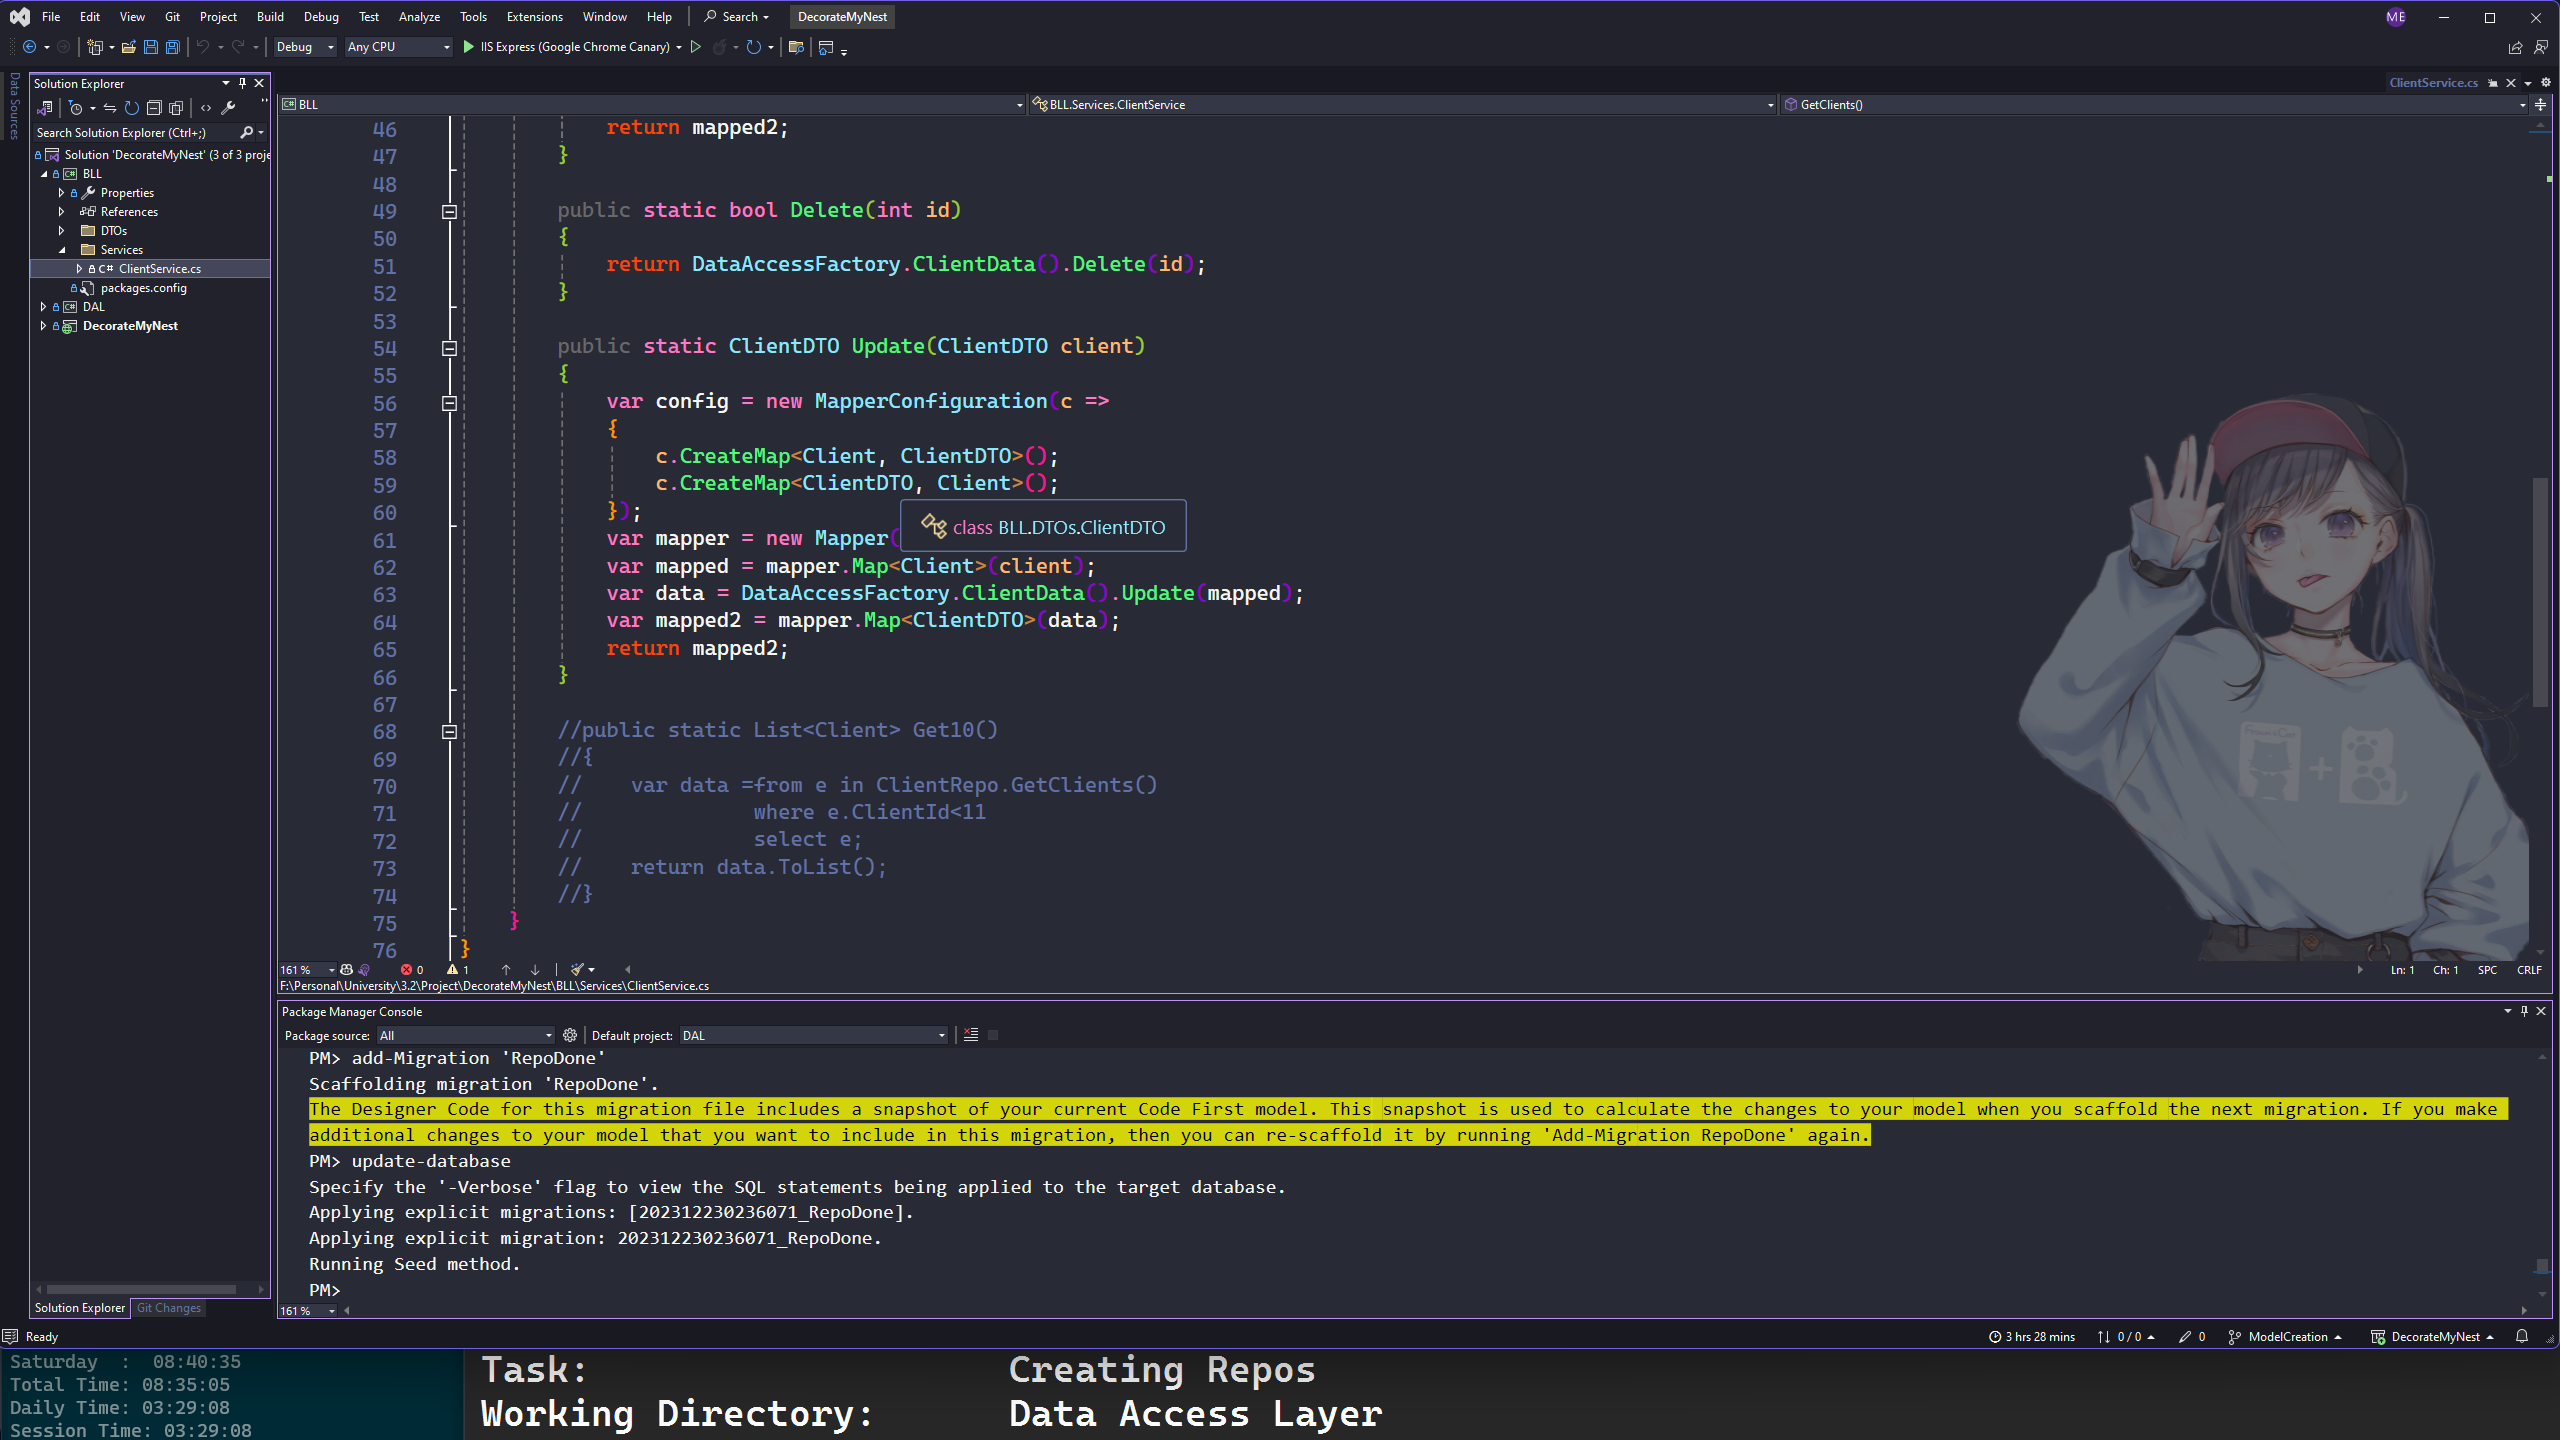 File Edit View Git Project Build Debug Test Analyze Tools Extensions Window Help Search DecorateMyNest ME
Debug Any CPU IIS Express (Google Chrome Canary)
Data Sources
Solution Explorer
Search Solution Explorer (Ctrl+;)
Solution 'DecorateMyNest' (3 of 3 proje
BLL
Properties
References
DTOs
Services
C# ClientService.cs
packages.config
DAL
DecorateMyNest
Solution Explorer Git Changes
ClientService.cs
BLL BLL.Services.ClientService GetClients()
46 return mapped2;
47 }
48
49 public static bool Delete(int id)
50 {
51 return DataAccessFactory.ClientData().Delete(id);
52 }
53
54 public static ClientDTO Update(ClientDTO client)
55 {
56 var config = new MapperConfiguration(c =>
57 {
58 c.CreateMap<Client, ClientDTO>();
59 c.CreateMap<ClientDTO, Client>();
60 });
class BLL.DTOs.ClientDTO
61 var mapper = new Mapper(
62 var mapped = mapper.Map<Client>(client);
63 var data = DataAccessFactory.ClientData().Update(mapped);
64 var mapped2 = mapper.Map<ClientDTO>(data);
65 return mapped2;
66 }
67
68 //public static List<Client> Get10()
69 //{
70 // var data =from e in ClientRepo.GetClients()
71 // where e.ClientId<11
72 // select e;
73 // return data.ToList();
74 //}
75 }
76 }
161 % 0 1 Ln: 1 Ch: 1 SPC CRLF
F:\Personal\University\3.2\Project\DecorateMyNest\BLL\Services\ClientService.cs
Package Manager Console
Package source: All Default project: DAL
PM> add-Migration 'RepoDone'
Scaffolding migration 'RepoDone'.
The Designer Code for this migration file includes a snapshot of your current Code First model. This snapshot is used to calculate the changes to your model when you scaffold the next migration. If you make
additional changes to your model that you want to include in this migration, then you can re-scaffold it by running 'Add-Migration RepoDone' again.
PM> update-database
Specify the '-Verbose' flag to view the SQL statements being applied to the target database.
Applying explicit migrations: [202312230236071_RepoDone].
Applying explicit migration: 202312230236071_RepoDone.
Running Seed method.
PM>
161 %
Ready 3 hrs 28 mins 0 / 0 0 ModelCreation DecorateMyNest
Saturday : 08:40:35
Total Time: 08:35:05
Daily Time: 03:29:08
Session Time: 03:29:08
Task: Creating Repos
Working Directory: Data Access Layer